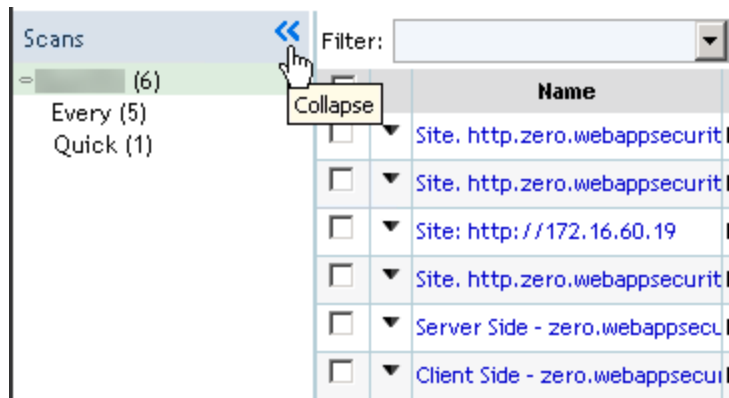 Scans
Filter:
(6)
Collapse
Every (5)
Quick (1)
Name
Site. http.zero.webappsecurit
Site. http.zero.webappsecurit
Site: http://172.16.60.19
Site. http.zero.webappsecurit
Server Side - zero.webappsecu
Client Side - zero.webappsecur